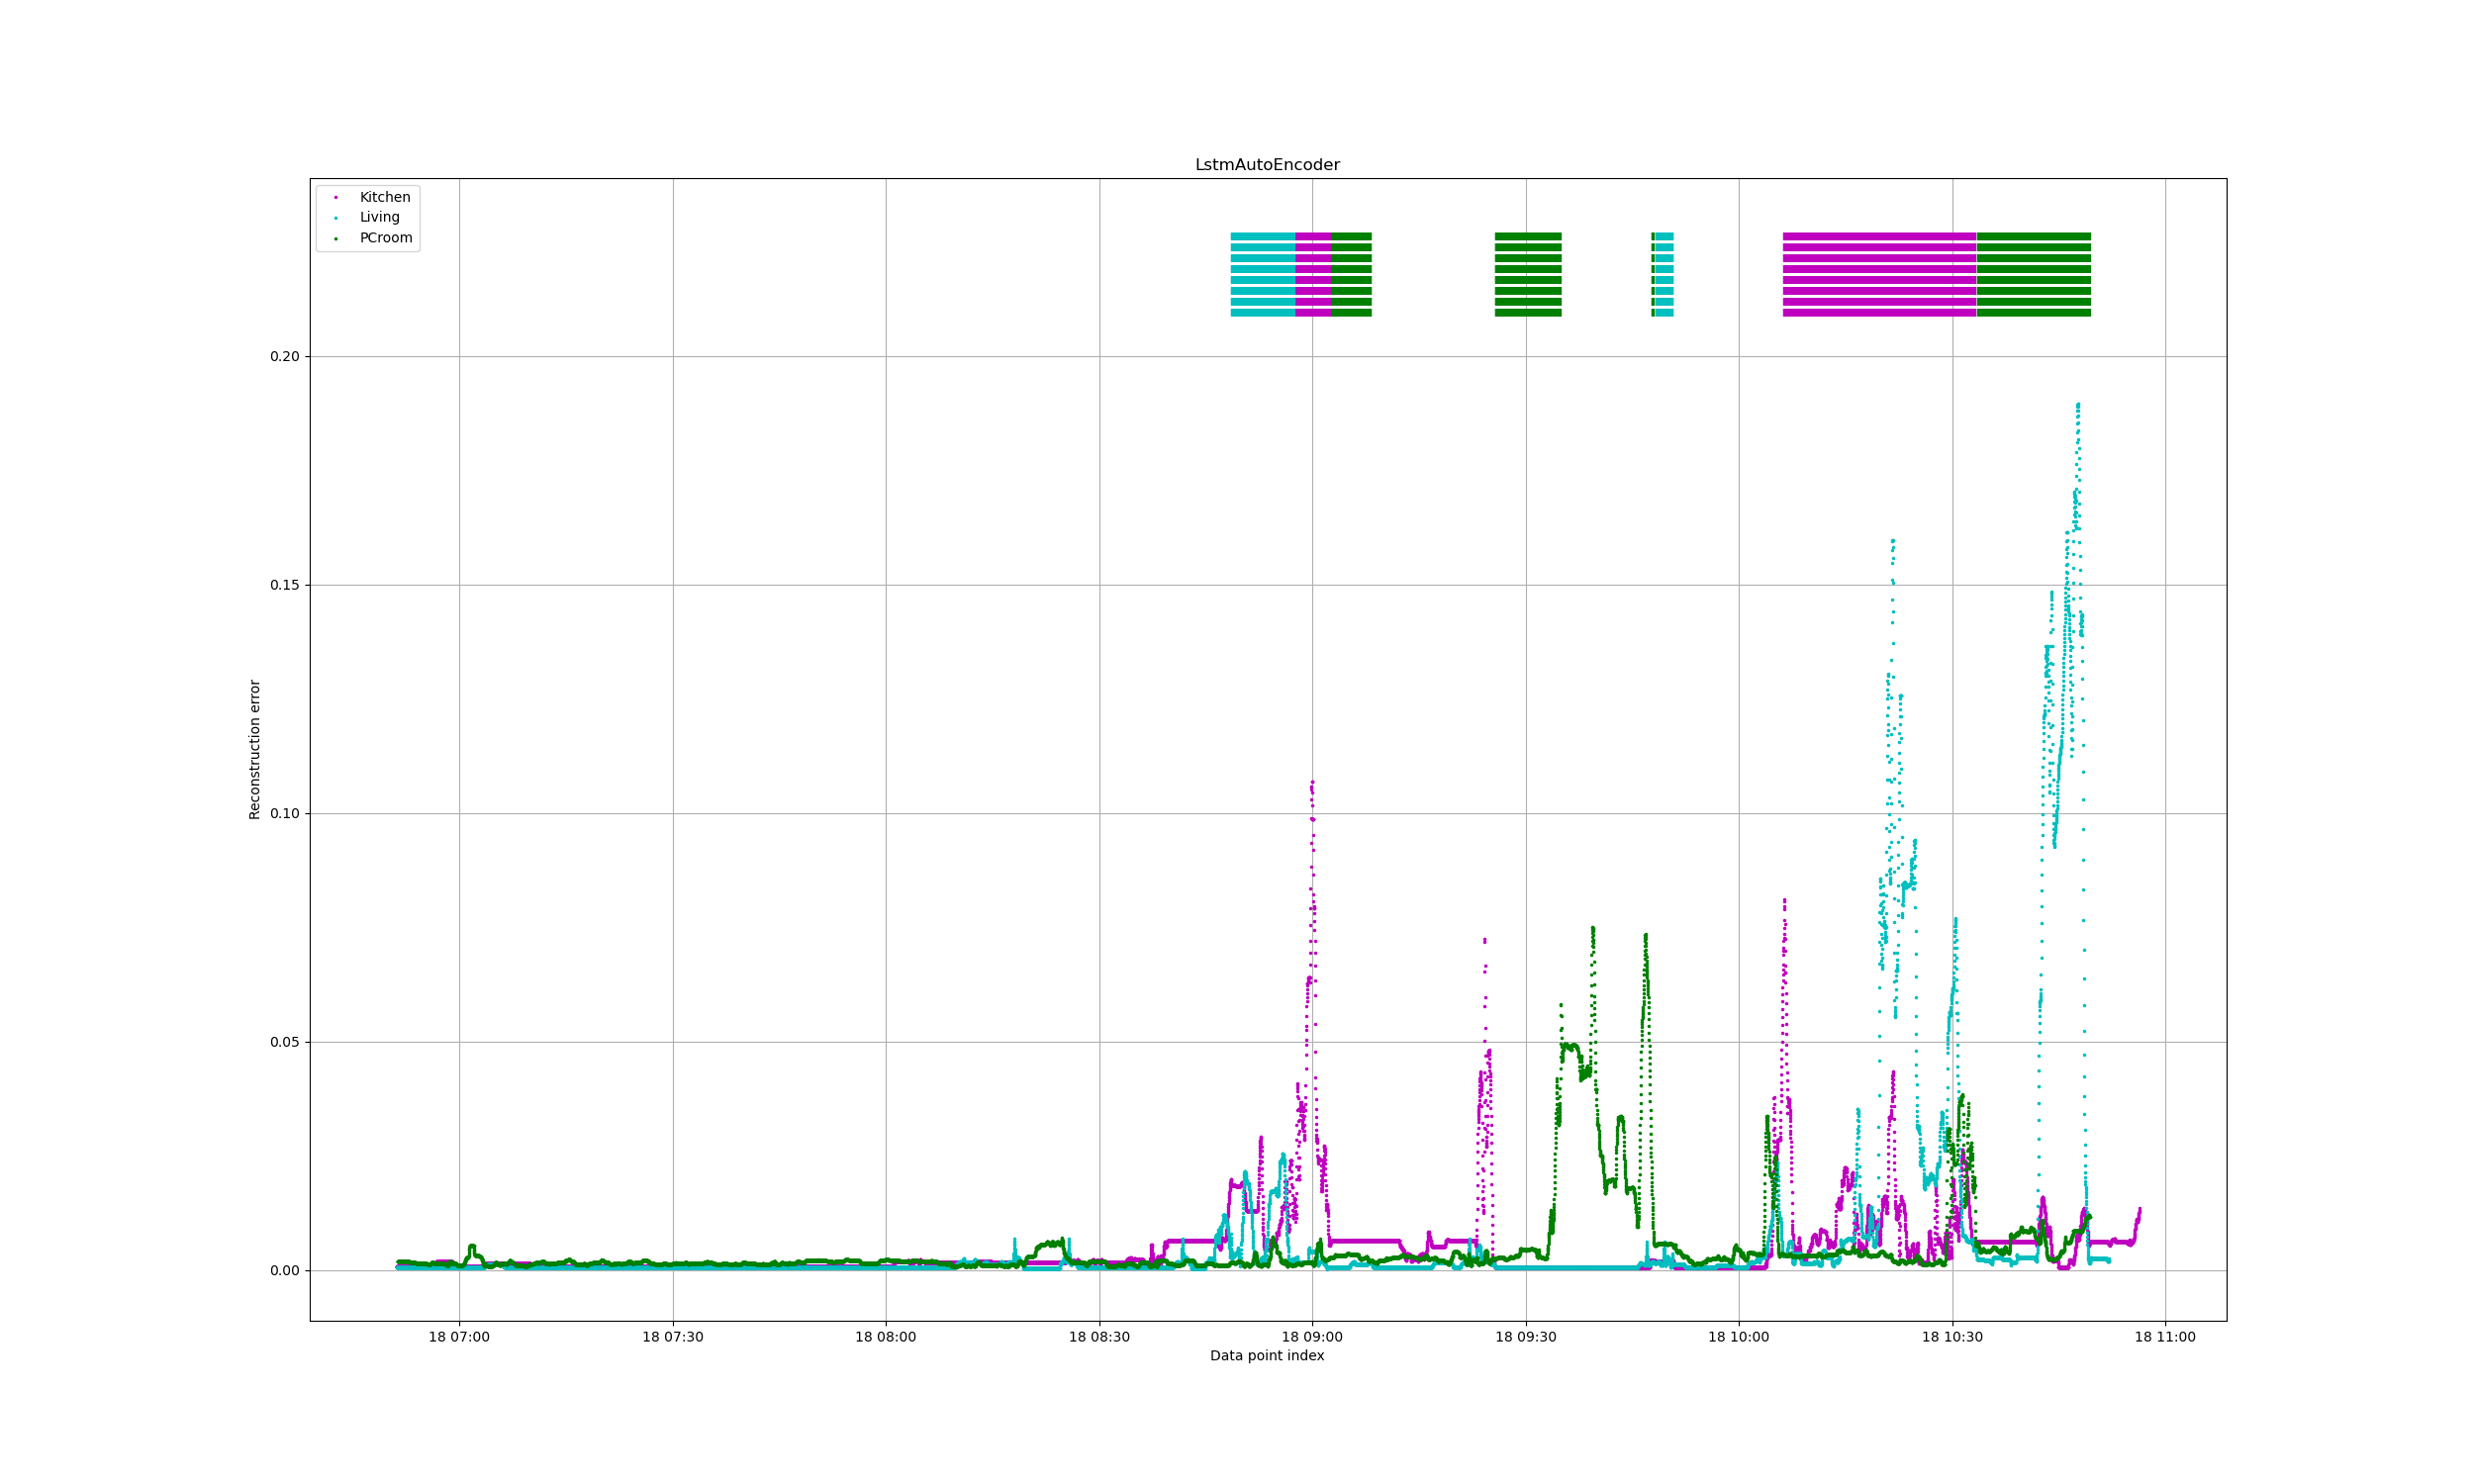 LstmAutoEncoder
Kitchen
Living
PCroom
0.20
0.15
0.10
0.05
0.00
Reconstruction error
18 07:00
18 07:30
18 08:00
18 08:30
18 09:00
18 09:30
18 10:00
18 10:30
18 11:00
Data point index